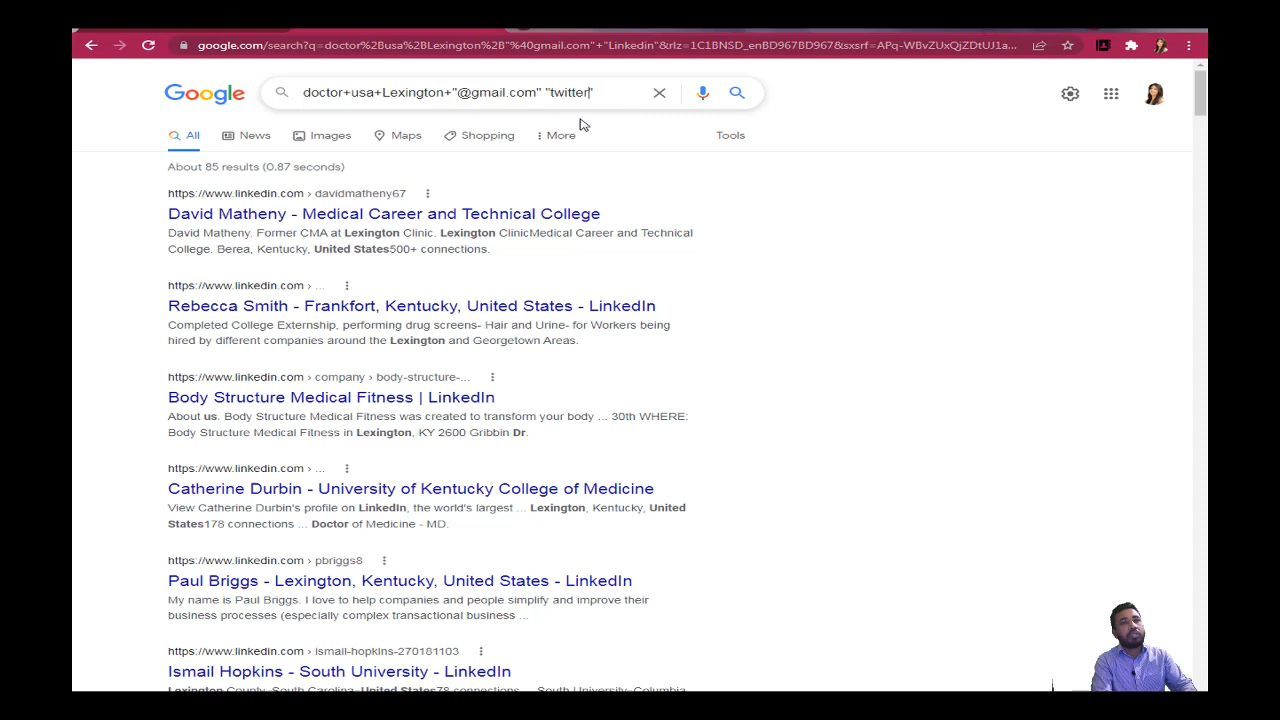 google.com/search?q=doctor%2Busa%2BLexington%2B"%40gmail.com"+"Linkedin"&rlz=1C1BNSD_enBD967BD967&sxsrf=APq-WBvZUxQjZDtUJ1a...
Google
doctor+usa+Lexington+"@gmail.com" "twitter"
All News Images Maps Shopping More Tools
About 85 results (0.87 seconds)
https://www.linkedin.com › davidmatheny67
David Matheny - Medical Career and Technical College
David Matheny. Former CMA at Lexington Clinic. Lexington ClinicMedical Career and Technical
College. Berea, Kentucky, United States500+ connections.
https://www.linkedin.com › ...
Rebecca Smith - Frankfort, Kentucky, United States - LinkedIn
Completed College Externship, performing drug screens- Hair and Urine- for Workers being
hired by different companies around the Lexington and Georgetown Areas.
https://www.linkedin.com › company › body-structure-...
Body Structure Medical Fitness | LinkedIn
About us. Body Structure Medical Fitness was created to transform your body ... 30th WHERE:
Body Structure Medical Fitness in Lexington, KY 2600 Gribbin Dr.
https://www.linkedin.com › ...
Catherine Durbin - University of Kentucky College of Medicine
View Catherine Durbin's profile on LinkedIn, the world's largest ... Lexington, Kentucky, United
States178 connections ... Doctor of Medicine - MD.
https://www.linkedin.com › pbriggs8
Paul Briggs - Lexington, Kentucky, United States - LinkedIn
My name is Paul Briggs. I love to help companies and people simplify and improve their
business processes (especially complex transactional business ...
https://www.linkedin.com › ismail-hopkins-270181103
Ismail Hopkins - South University - LinkedIn
Lexington County, South Carolina, United States78 connections... South University-Columbia